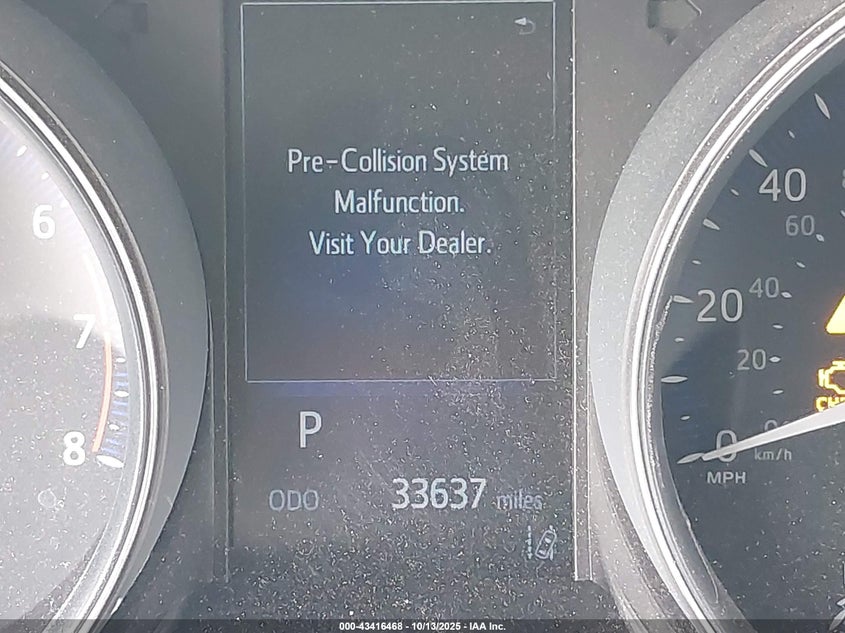 Pre-Collision System
Malfunction.
Visit Your Dealer.
6
7
8
40
60
20
40
20
0
0
km/h
MPH
P
ODO 33637 miles
000-43416468 - 10/13/2025 - IAA Inc.